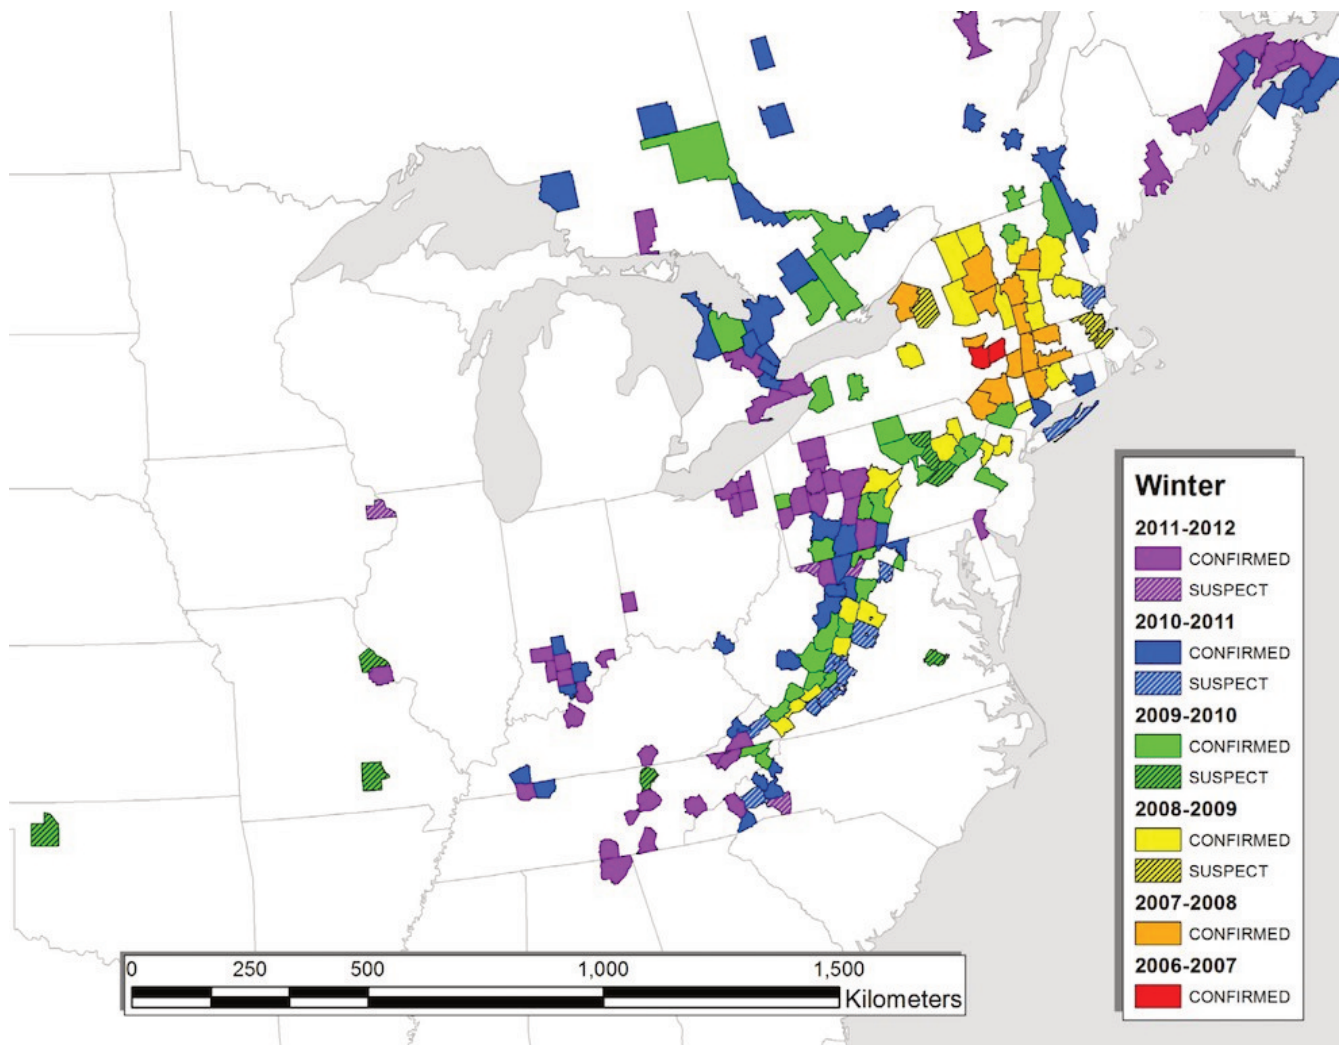 Winter
2011-2012
CONFIRMED
SUSPECT
2010-2011
CONFIRMED
SUSPECT
2009-2010
CONFIRMED
SUSPECT
2008-2009
CONFIRMED
SUSPECT
2007-2008
CONFIRMED
2006-2007
CONFIRMED
0 250 500 1,000 1,500
Kilometers